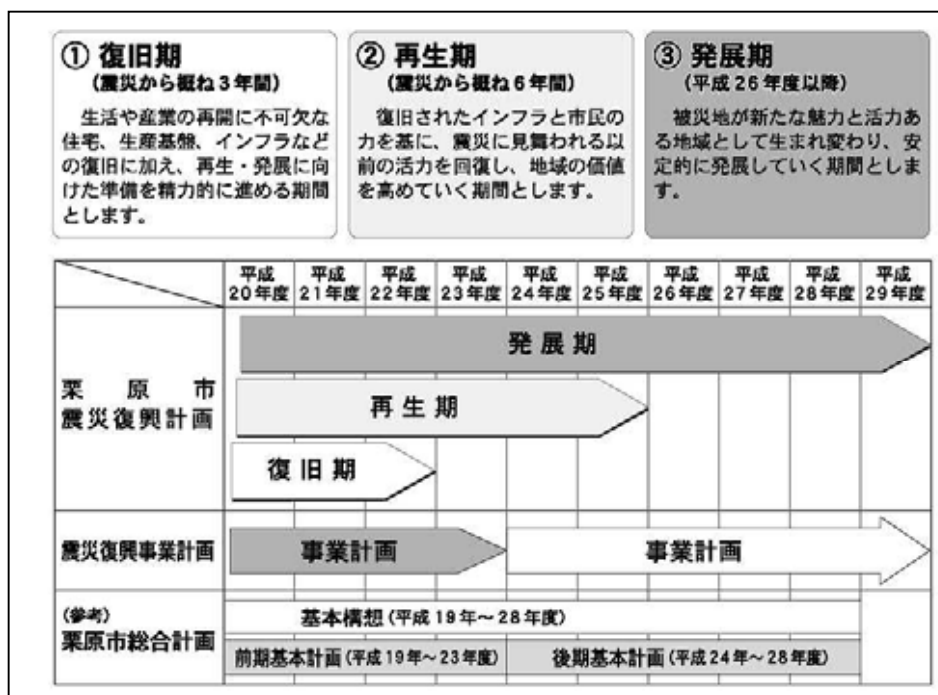 ① 復旧期
(震災から概ね3年間)
生活や産業の再開に不可欠な
住宅、生産基盤、インフラなど
の復旧に加え、再生・発展に向
けた準備を精力的に進める期間
とします。
② 再生期
(震災から概ね6年間)
復旧されたインフラと市民の
力を基に、震災に見舞われる以
前の活力を回復し、地域の価値
を高めていく期間とします。
③ 発展期
(平成26年度以降)
被災地が新たな魅力と活力あ
る地域として生まれ変わり、安
定的に発展していく期間としま
す。
平成 平成 平成 平成 平成 平成 平成 平成 平成 平成
20年度 21年度 22年度 23年度 24年度 25年度 26年度 27年度 28年度 29年度
栗原市
震災復興計画
発展期
再生期
復旧期
震災復興事業計画
事業計画
事業計画
(参考)
栗原市総合計画
基本構想(平成19年～28年度)
前期基本計画(平成19年～23年度)
後期基本計画(平成24年～28年度)